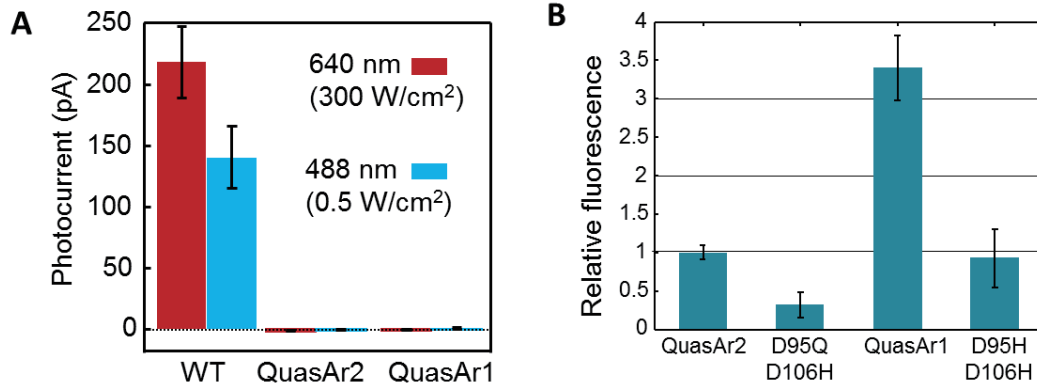 A
Photocurrent (pA)
250
200
150
100
50
0
640 nm
(300 W/cm²)
488 nm
(0.5 W/cm²)
WT QuasAr2 QuasAr1
B
Relative fluorescence
4
3.5
3
2.5
2
1.5
1
0.5
0
QuasAr2 D95Q QuasAr1 D95H
D106H D106H